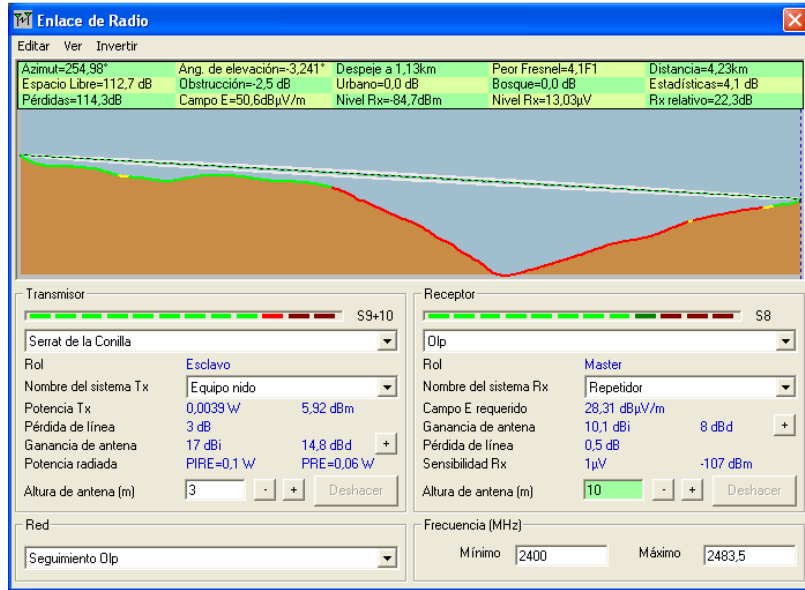 Enlace de Radio
Editar Ver Invertir
Azimut=254,98° Ang. de elevación=-3,241° Despeje a 1,13km Peor Fresnel=4,1F1 Distancia=4,23km
Espacio Libre=112,7 dB Obstrucción=-2,5 dB Urbano=0,0 dB Bosque=0,0 dB Estadísticas=4,1 dB
Pérdidas=114,3dB Campo E=50,6dBµV/m Nivel Rx=-84,7dBm Nivel Rx=13,03µV Rx relativo=22,3dB
Transmisor
S9+10
Serrat de la Conilla
Rol Esclavo
Nombre del sistema Tx Equipo nido
Potencia Tx 0,0039 W 5,92 dBm
Pérdida de línea 3 dB
Ganancia de antena 17 dBi 14,8 dBd +
Potencia radiada PIRE=0,1 W PRE=0,06 W
Altura de antena (m) 3 - + Deshacer
Red
Seguimiento Olp
Receptor
S8
Olp
Rol Master
Nombre del sistema Rx Repetidor
Campo E requerido 28,31 dBµV/m
Ganancia de antena 10,1 dBi 8 dBd +
Pérdida de línea 0,5 dB
Sensibilidad Rx 1µV -107 dBm
Altura de antena (m) 10 - + Deshacer
Frecuencia (MHz)
Mínimo 2400 Máximo 2483,5